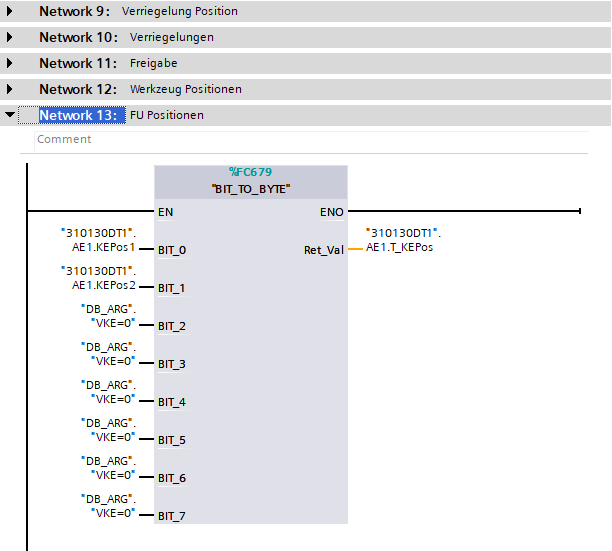 Network 9: Verriegelung Position
Network 10: Verriegelungen
Network 11: Freigabe
Network 12: Werkzeug Positionen
Network 13: FU Positionen
Comment
%FC679
"BIT_TO_BYTE"
EN ENO
"310130DT1".
AE1.KEPos1 BIT_0
Ret_Val "310130DT1".
AE1.T_KEPos
"310130DT1".
AE1.KEPos2 BIT_1
"DB_ARG".
"VKE=0" BIT_2
"DB_ARG".
"VKE=0" BIT_3
"DB_ARG".
"VKE=0" BIT_4
"DB_ARG".
"VKE=0" BIT_5
"DB_ARG".
"VKE=0" BIT_6
"DB_ARG".
"VKE=0" BIT_7